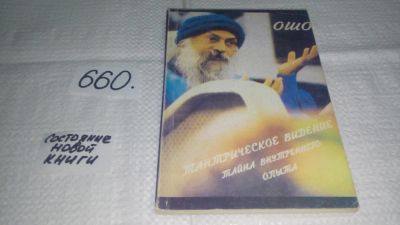 660.
состояние
новой
книги
ОШО
ТАНТРИЧЕСКОЕ ВИДЕНИЕ
ТАЙНА ВНУТРЕННЕГО
ОПЫТА